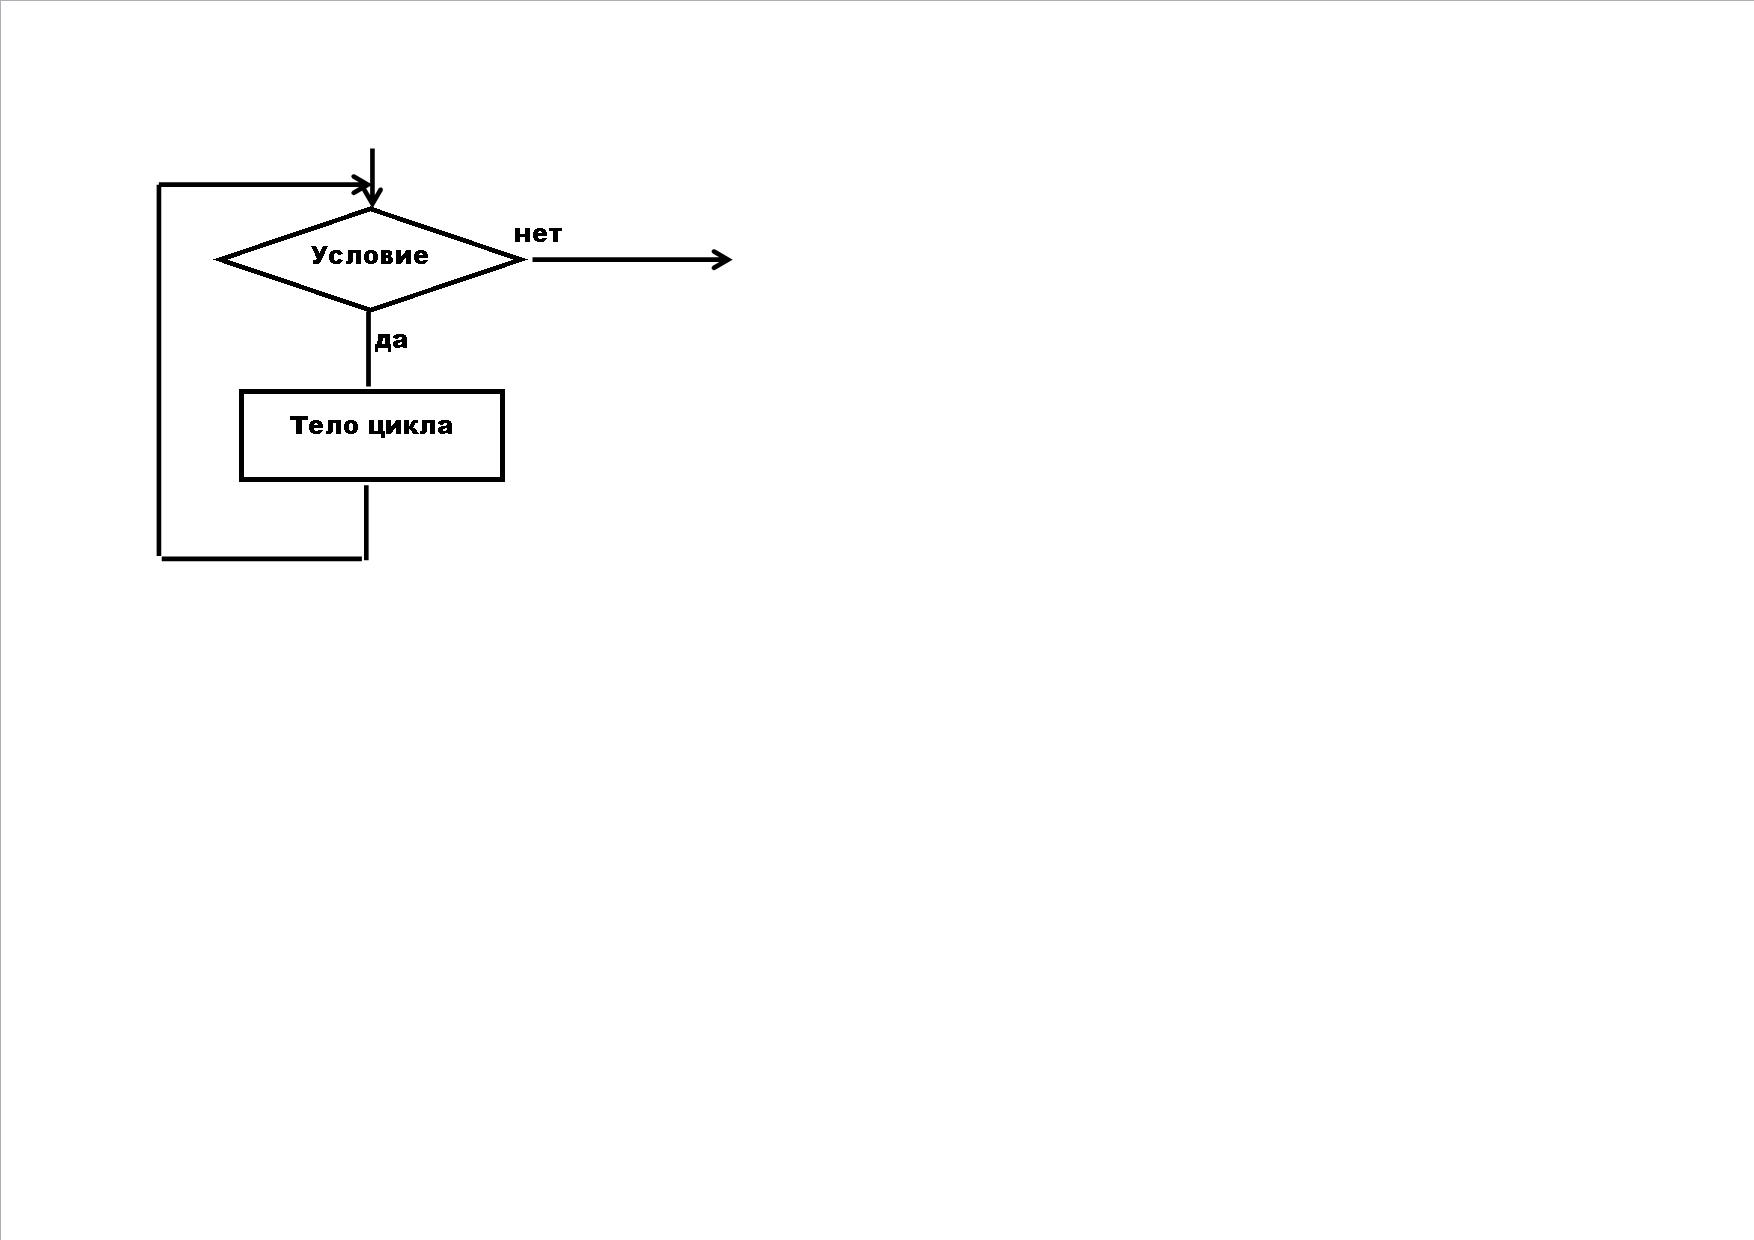 нет
Условие
да
Тело цикла